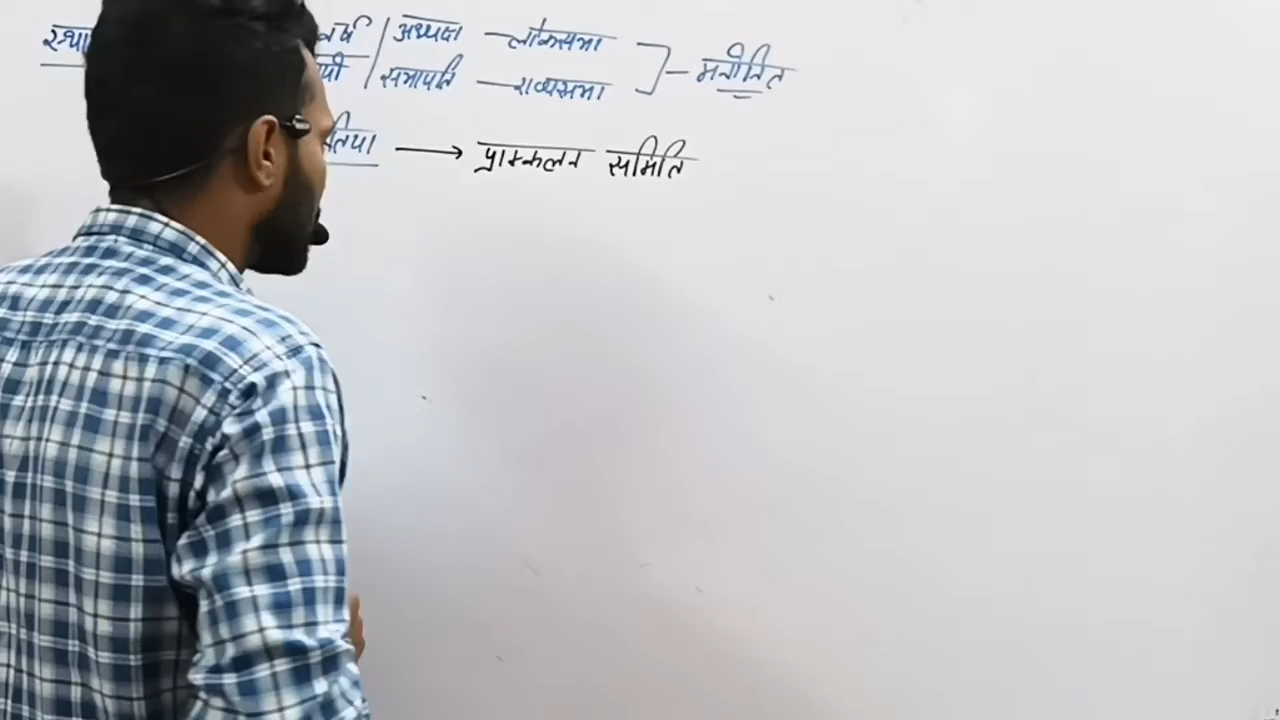 वर्ष / अध्यक्ष — लोकसभा
सभापति — राज्यसभा — मनोनित
→ प्राक्कलन समिति